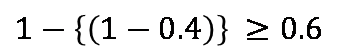 1 − {(1 − 0.4)} ≥ 0.6